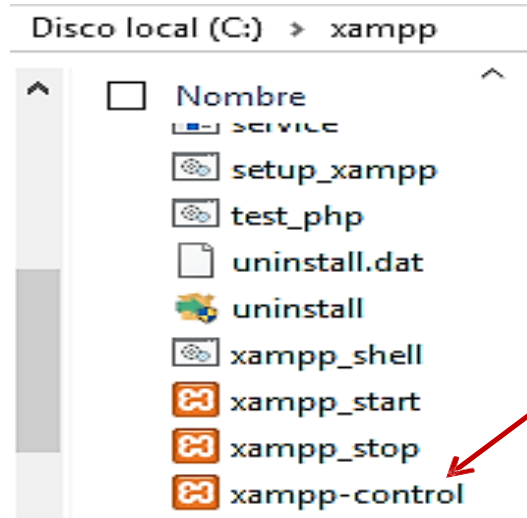 Disco local (C:) > xampp
Nombre
service
setup_xampp
test_php
uninstall.dat
uninstall
xampp_shell
xampp_start
xampp_stop
xampp-control